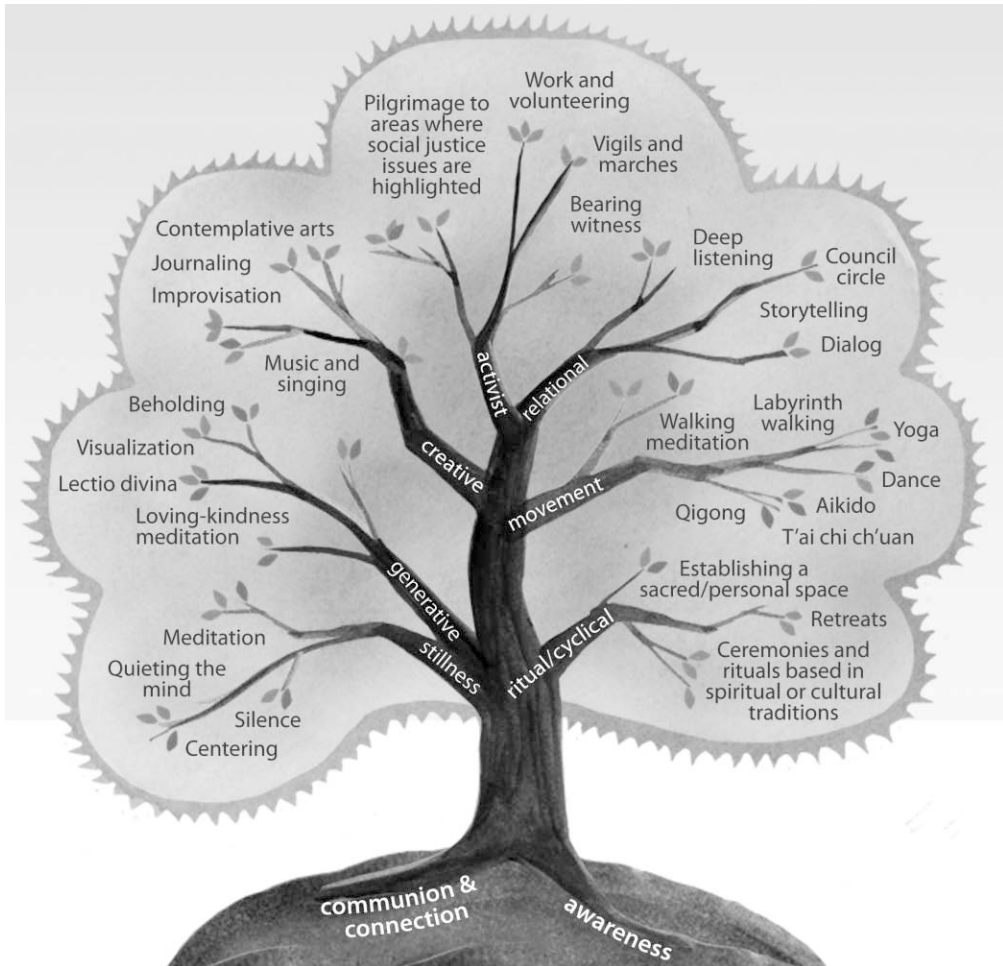 Work and
volunteering
Pilgrimage to
areas where
social justice
issues are
highlighted
Vigils and
marches
Bearing
witness
Deep
listening
Council
circle
Storytelling
Dialog
Contemplative arts
Journaling
Improvisation
Music and
singing
activist
relational
Beholding
Visualization
Lectio divina
Loving-kindness
meditation
creative
movement
Walking
meditation
Labyrinth
walking
Yoga
Dance
Aikido
Qigong
T'ai chi ch'uan
generative
stillness
ritual/cyclical
Establishing a
sacred/personal space
Retreats
Ceremonies and
rituals based in
spiritual or cultural
traditions
Meditation
Quieting the
mind
Silence
Centering
communion &
connection
awareness